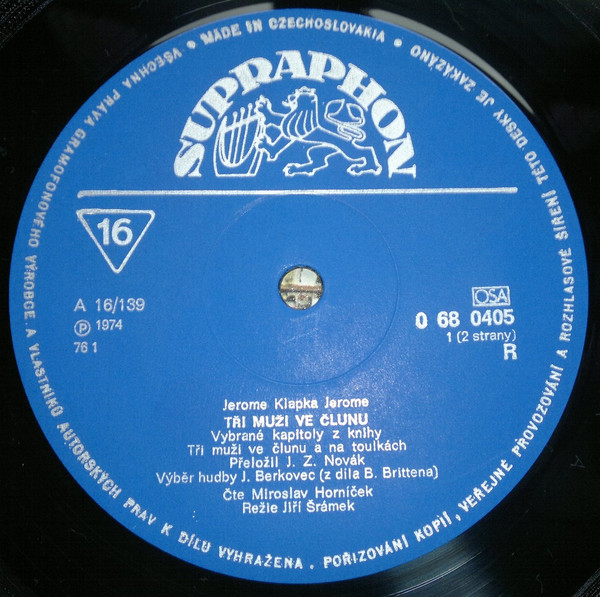 VŠECHNA PRÁVA GRAMOFONOVÉHO VÝROBCE A VLASTNÍKO AUTORSKÝCH PRAV K DÍLU VYHRAŽENA. POŘIZOVÁNÍ KOPIÍ, VEŘEJNÉ PROVOZOVÁNÍ A ROZHLASOVÉ ŠÍŘENÍ TÉTO DESKY JE ZAKÁZÁNO • MADE IN CZECHOSLOVAKIA •
SUPRAPHON
16
A 16/139
℗ 1974
76 1
OSA
0 68 0405
1 (2 strany)
R
Jerome Klapka Jerome
TŘI MUŽI VE ČLUNU
Vybrané kapitoly z knihy
Tři muži ve člunu a na toulkách
Přeložil J. Z. Novák
Výběr hudby J. Berkovec (z díla B. Brittena)
Čte Miroslav Horníček
Režie Jiří Šrámek